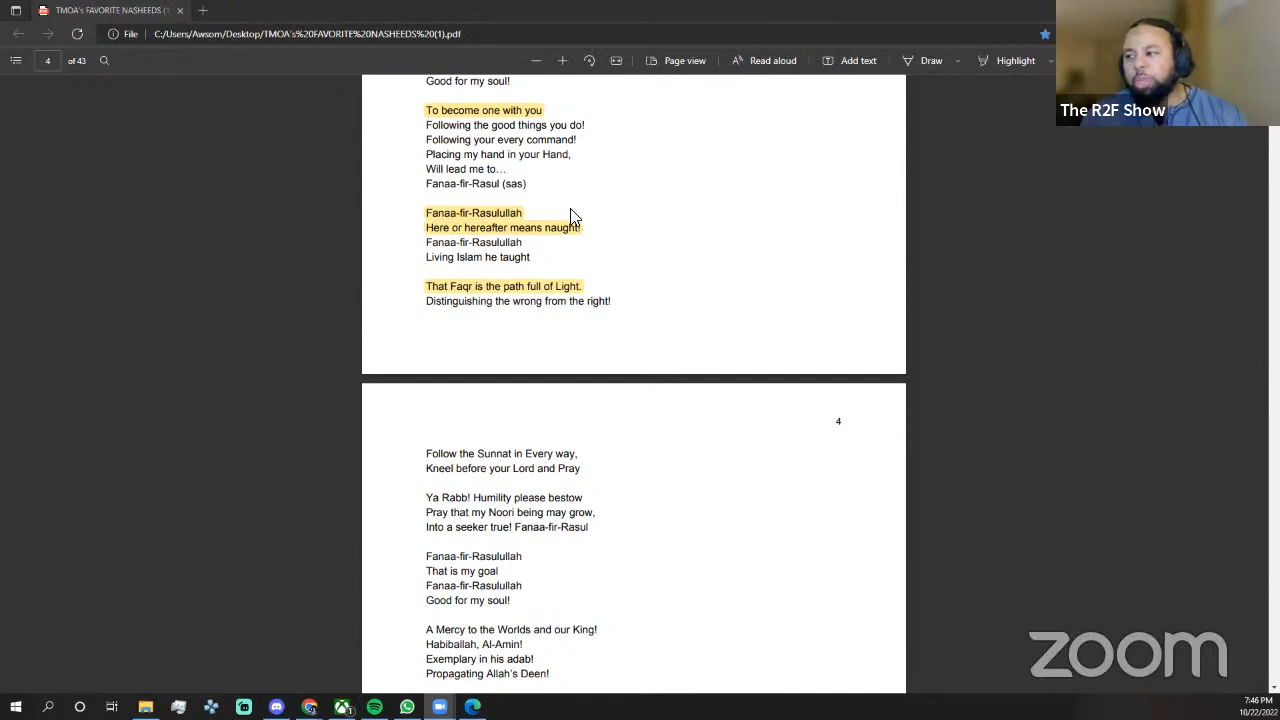 TMOA's FAVORITE NASHEEDS (1)
File
C:/Users/Awsom/Desktop/TMOA's%20FAVORITE%20NASHEEDS%20(1).pdf
4 of 43
Page view
Read aloud
Add text
Draw
Highlight
The R2F Show
Good for my soul!
To become one with you
Following the good things you do!
Following your every command!
Placing my hand in your Hand,
Will lead me to…
Fanaa-fir-Rasul (sas)
Fanaa-fir-Rasulullah
Here or hereafter means naught!
Fanaa-fir-Rasulullah
Living Islam he taught
That Faqr is the path full of Light.
Distinguishing the wrong from the right!
4
Follow the Sunnat in Every way,
Kneel before your Lord and Pray
Ya Rabb! Humility please bestow
Pray that my Noori being may grow,
Into a seeker true! Fanaa-fir-Rasul
Fanaa-fir-Rasulullah
That is my goal
Fanaa-fir-Rasulullah
Good for my soul!
A Mercy to the Worlds and our King!
Habiballah, Al-Amin!
Exemplary in his adab!
Propagating Allah's Deen!
zoom
7:46 PM
10/22/2022